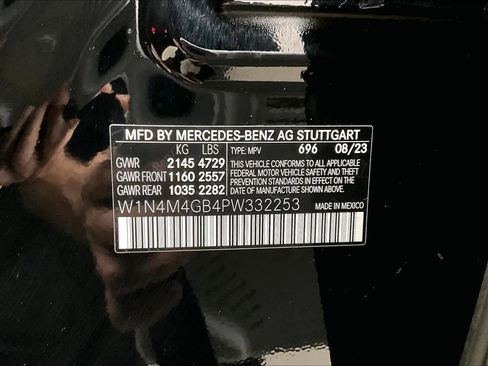 MFD BY MERCEDES-BENZ AG STUTTGART
KG LBS TYPE: MPV 696 08/23
GVWR 2145 4729 THIS VEHICLE CONFORMS TO ALL APPLICABLE
GAWR FRONT 1160 2557 FEDERAL MOTOR VEHICLE SAFETY, BUMPER,
GAWR REAR 1035 2282 AND THEFT PREVENTION STANDARDS IN EFFECT ON THE
DATE OF MANUFACTURE SHOWN ABOVE.
W1N4M4GB4PW332253 MADE IN MEXICO